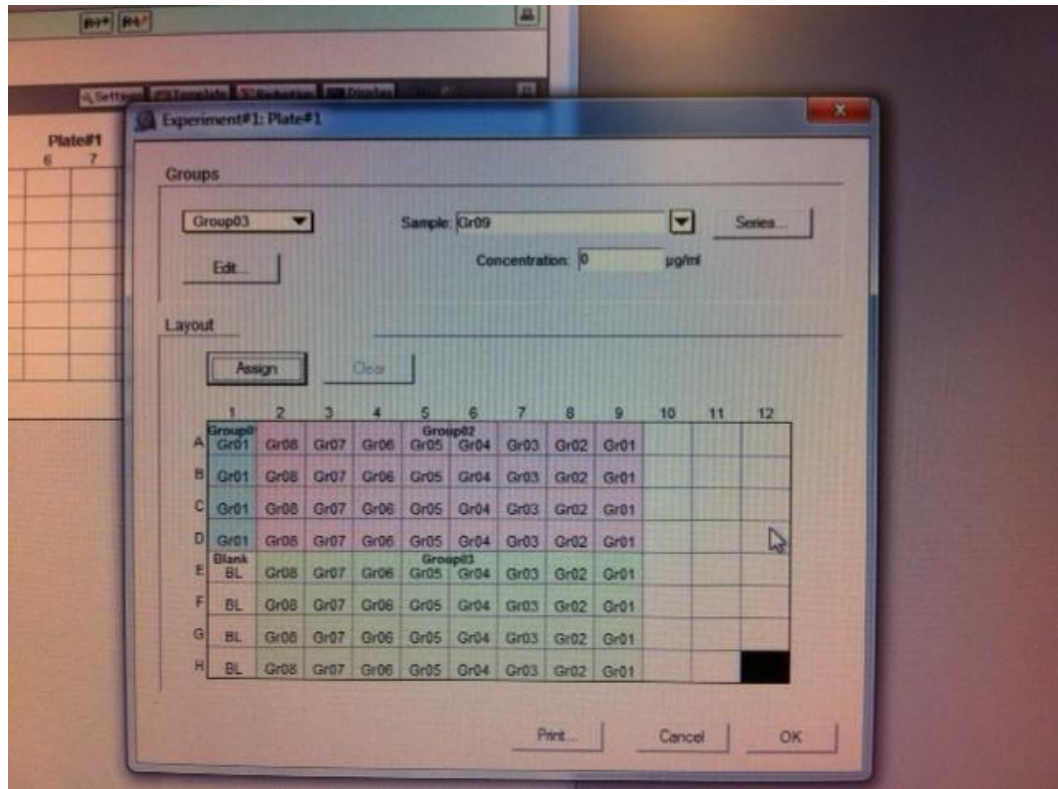 Plate#1
6 7
Experiment#1: Plate#1
Groups
Group03 Sample: Gr09 Series...
Edit... Concentration: 0 µg/ml
Layout
Assign Clear
1 2 3 4 5 6 7 8 9 10 11 12
Group0 Group02
A Gr01 Gr08 Gr07 Gr06 Gr05 Gr04 Gr03 Gr02 Gr01
B Gr01 Gr08 Gr07 Gr06 Gr05 Gr04 Gr03 Gr02 Gr01
C Gr01 Gr08 Gr07 Gr06 Gr05 Gr04 Gr03 Gr02 Gr01
D Gr01 Gr08 Gr07 Gr06 Gr05 Gr04 Gr03 Gr02 Gr01
Blank Group03
E BL Gr08 Gr07 Gr06 Gr05 Gr04 Gr03 Gr02 Gr01
F BL Gr08 Gr07 Gr06 Gr05 Gr04 Gr03 Gr02 Gr01
G BL Gr08 Gr07 Gr06 Gr05 Gr04 Gr03 Gr02 Gr01
H BL Gr08 Gr07 Gr06 Gr05 Gr04 Gr03 Gr02 Gr01
Print... Cancel OK